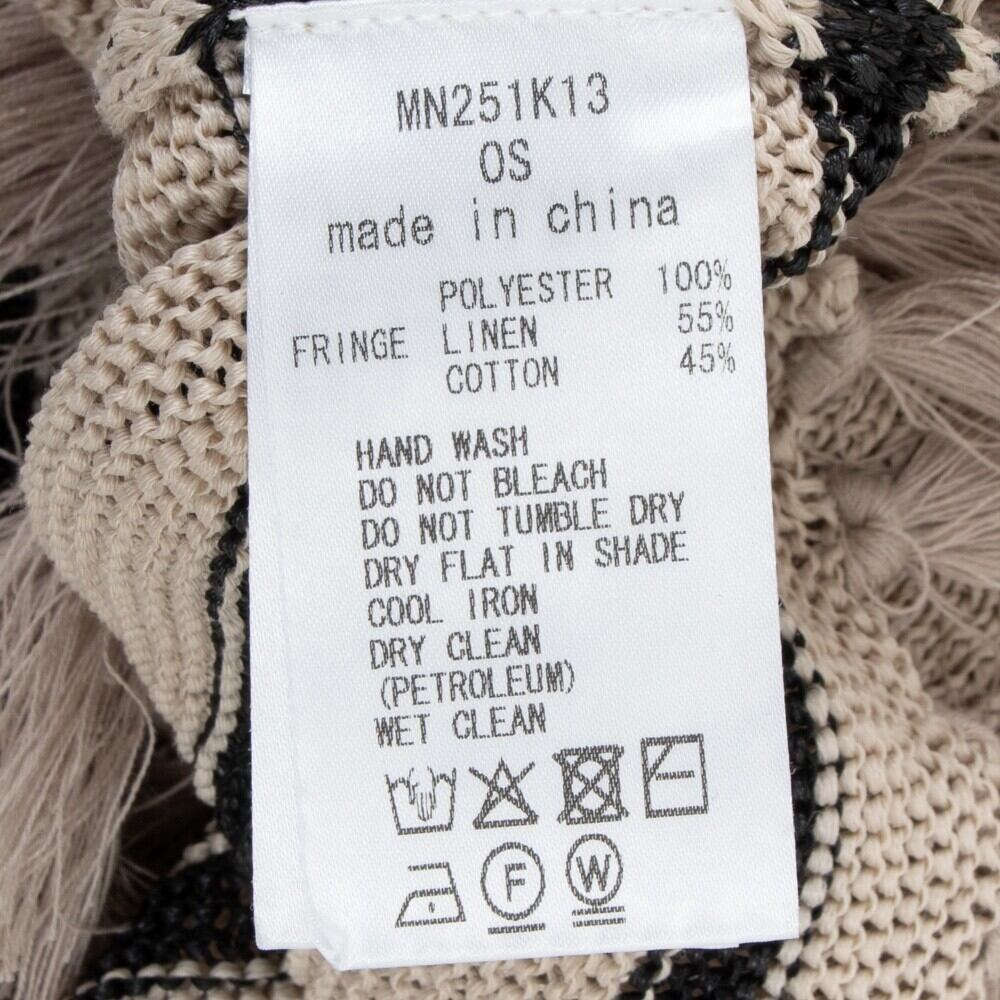 MN251K13
OS
made in china
POLYESTER 100%
FRINGE LINEN 55%
COTTON 45%
HAND WASH
DO NOT BLEACH
DO NOT TUMBLE DRY
DRY FLAT IN SHADE
COOL IRON
DRY CLEAN
(PETROLEUM)
WET CLEAN
F W